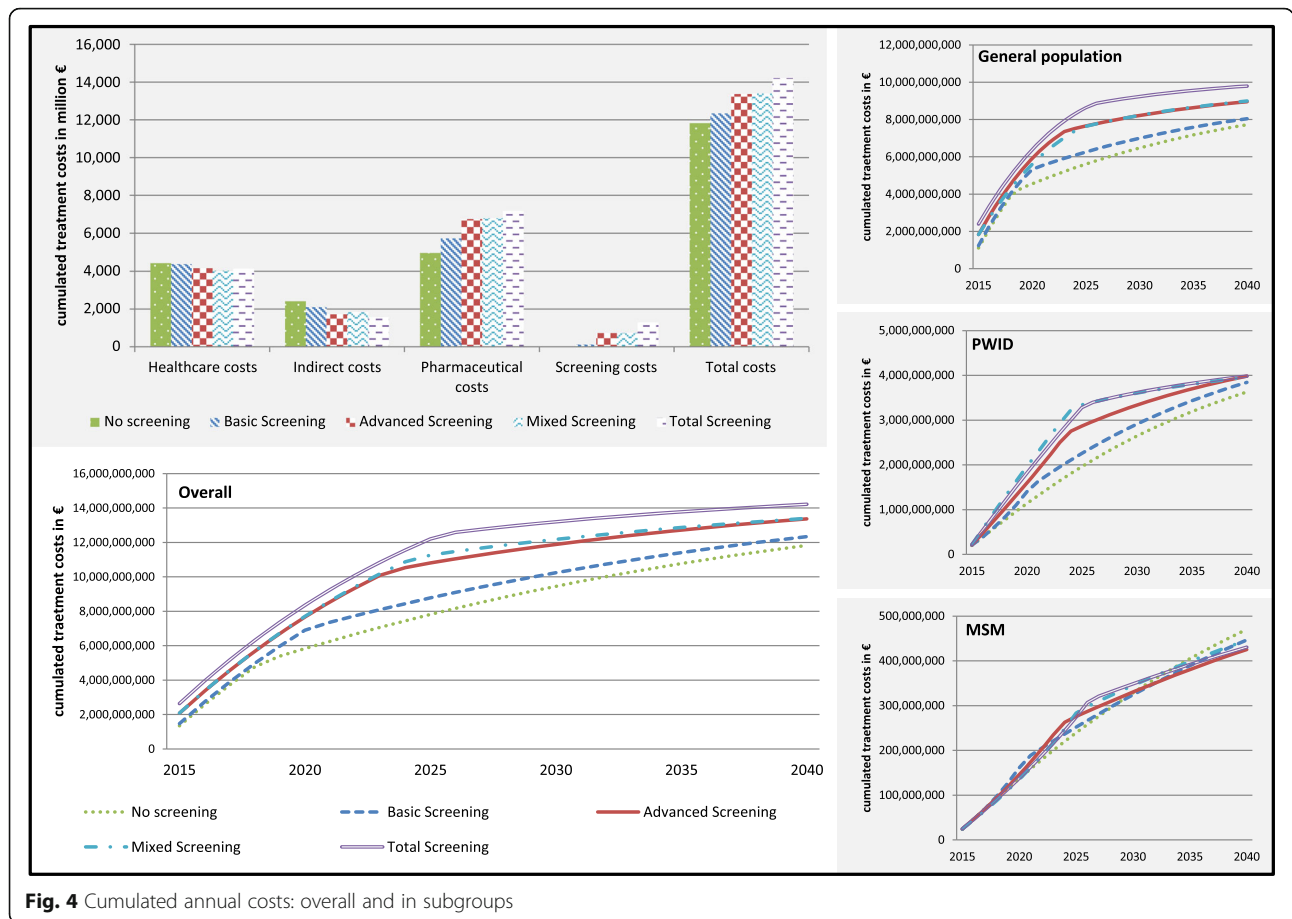 16,000
14,000
12,000
10,000
8,000
6,000
4,000
2,000
0
cumulated treatment costs in million €
Healthcare costs Indirect costs Pharmaceutical costs Screening costs Total costs
No screening Basic Screening Advanced Screening Mixed Screening Total Screening
Overall
16,000,000,000
14,000,000,000
12,000,000,000
10,000,000,000
8,000,000,000
6,000,000,000
4,000,000,000
2,000,000,000
0
cumulated traetment costs in €
2015 2020 2025 2030 2035 2040
No screening Basic Screening Advanced Screening
Mixed Screening Total Screening
General population
12,000,000,000
10,000,000,000
8,000,000,000
6,000,000,000
4,000,000,000
2,000,000,000
0
cumulated traetment costs in €
2015 2020 2025 2030 2035 2040
PWID
5,000,000,000
4,000,000,000
3,000,000,000
2,000,000,000
1,000,000,000
0
cumulated traetment costs in €
2015 2020 2025 2030 2035 2040
MSM
500,000,000
400,000,000
300,000,000
200,000,000
100,000,000
0
cumulated traetment costs in €
2015 2020 2025 2030 2035 2040
Fig. 4 Cumulated annual costs: overall and in subgroups